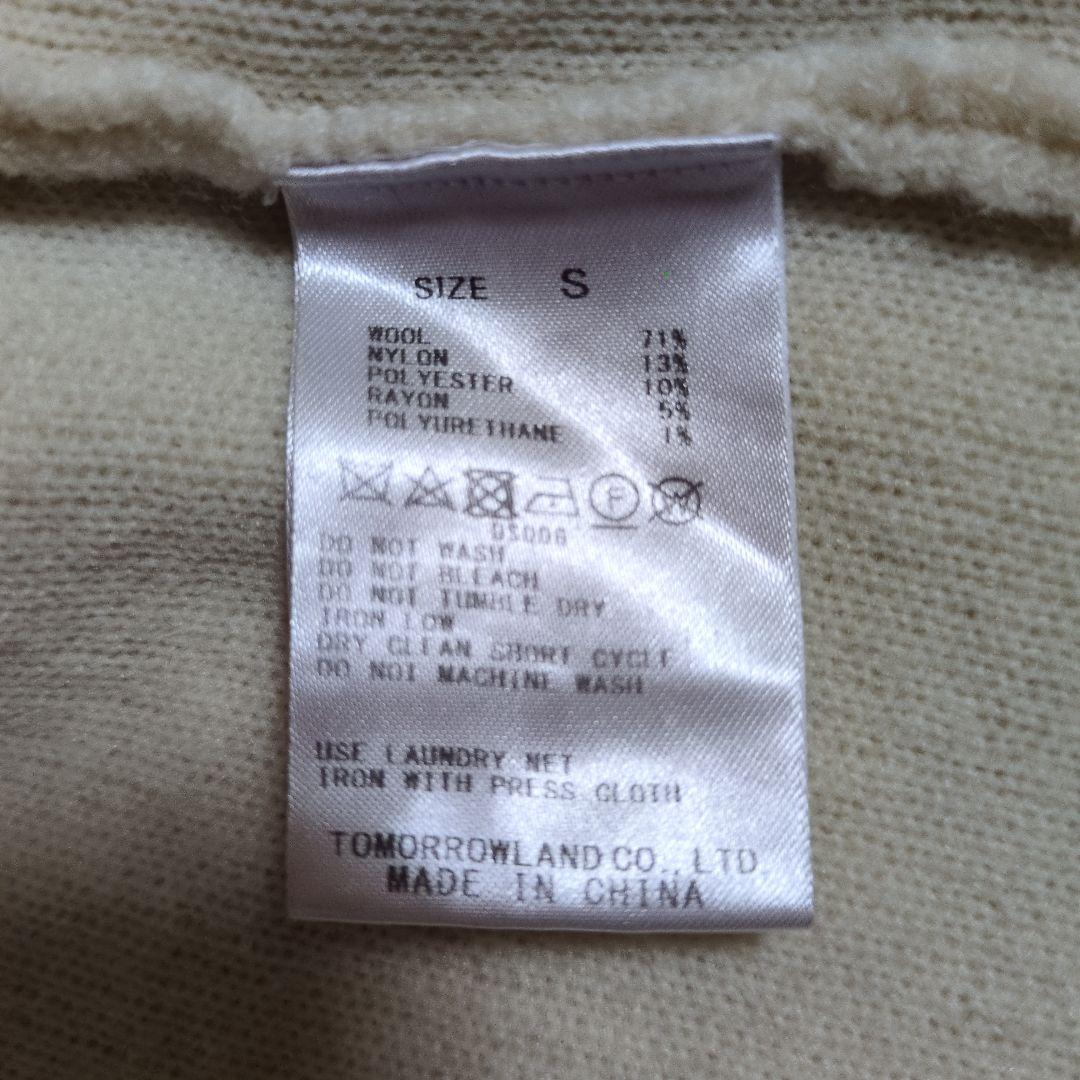 SIZE S
WOOL 71%
NYLON 13%
POLYESTER 10%
RAYON 5%
POLYURETHANE 1%
F
DO NOT WASH
DO NOT BLEACH
DO NOT TUMBLE DRY
IRON LOW
DRY CLEAN SHORT CYCLE
DO NOT MACHINE WASH
USE LAUNDRY NET
IRON WITH PRESS CLOTH
TOMORROWLAND CO., LTD.
MADE IN CHINA